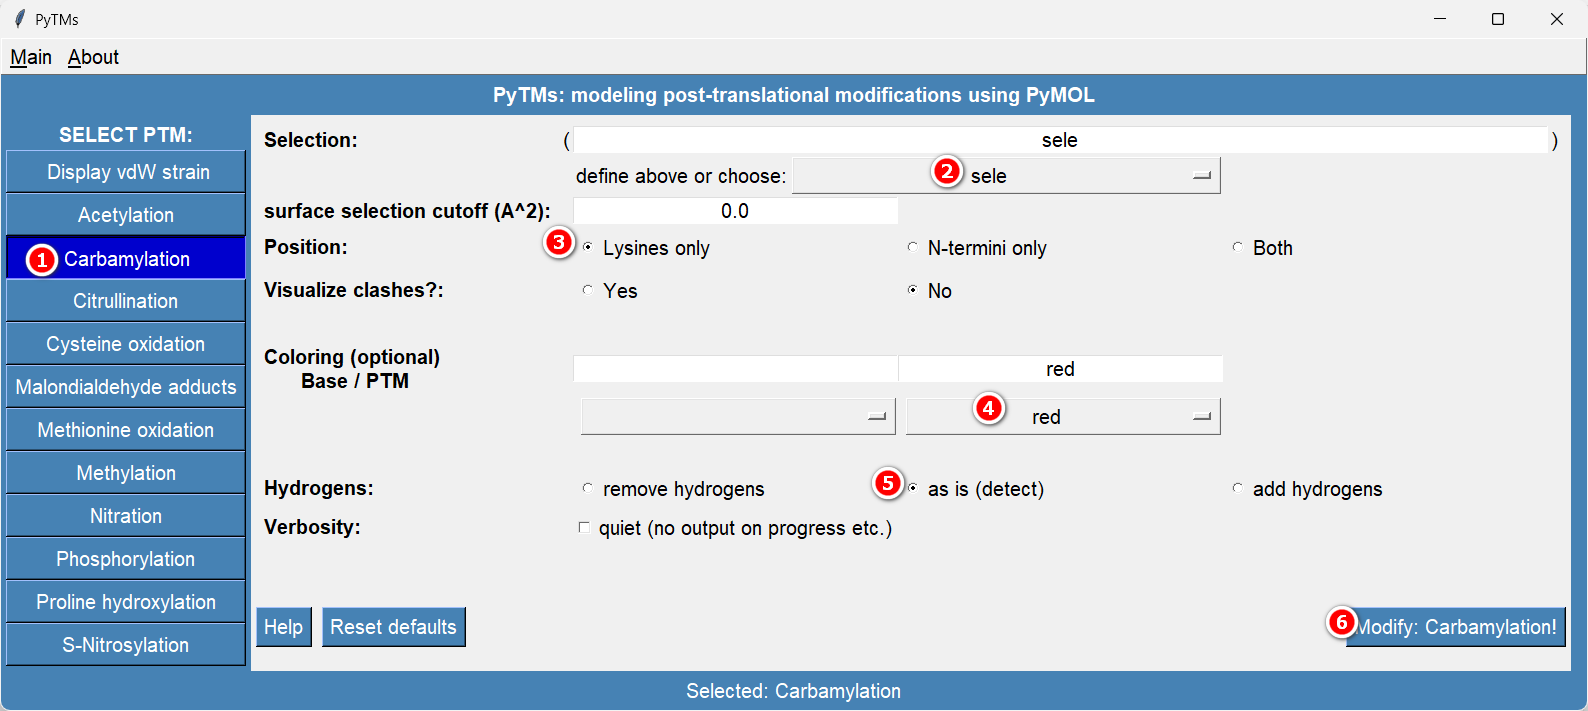 PyTMs
Main About
PyTMs: modeling post-translational modifications using PyMOL
SELECT PTM:
Display vdW strain
Acetylation
1 Carbamylation
Citrullination
Cysteine oxidation
Malondialdehyde adducts
Methionine oxidation
Methylation
Nitration
Phosphorylation
Proline hydroxylation
S-Nitrosylation
Selection: ( sele )
define above or choose: 2 sele
surface selection cutoff (A^2): 0.0
Position: 3 Lysines only N-termini only Both
Visualize clashes?: Yes No
Coloring (optional)
Base / PTM red
4 red
Hydrogens: remove hydrogens 5 as is (detect) add hydrogens
Verbosity: quiet (no output on progress etc.)
Help Reset defaults 6 Modify: Carbamylation!
Selected: Carbamylation